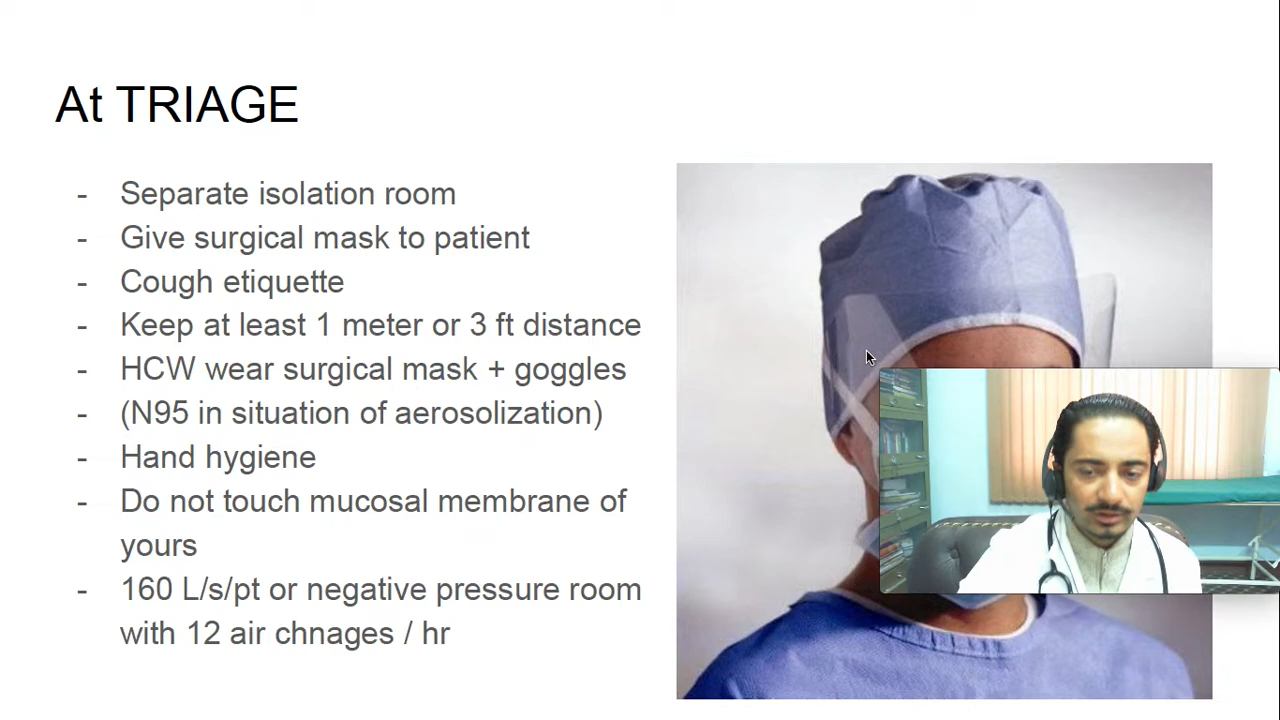 At TRIAGE
- Separate isolation room
- Give surgical mask to patient
- Cough etiquette
- Keep at least 1 meter or 3 ft distance
- HCW wear surgical mask + goggles
- (N95 in situation of aerosolization)
- Hand hygiene
- Do not touch mucosal membrane of
yours
- 160 L/s/pt or negative pressure room
with 12 air chnages / hr